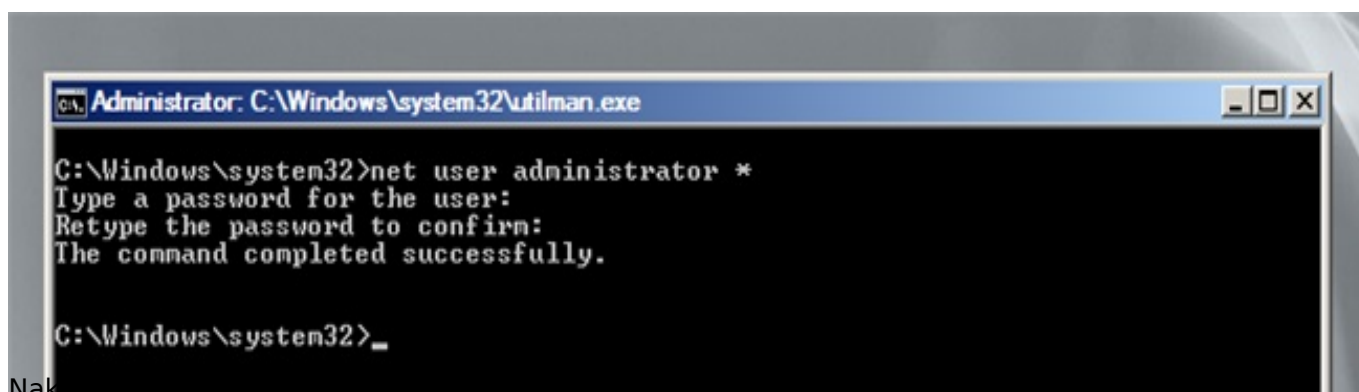 Administrator: C:\Windows\system32\utilman.exe
C:\Windows\system32>net user administrator *
Type a password for the user:
Retype the password to confirm:
The command completed successfully.
C:\Windows\system32>_